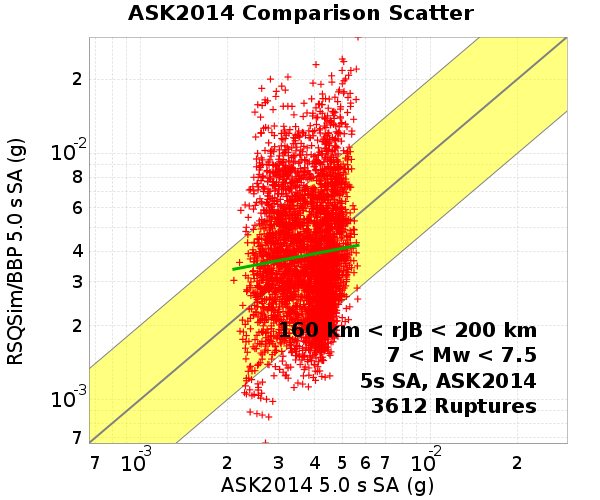 ASK2014 Comparison Scatter
RSQSim/BBP 5.0 s SA (g)
2
10-2
8
6
4
3
2
10-3
7
160 km < rJB < 200 km
7 < Mw < 7.5
5s SA, ASK2014
3612 Ruptures
7 10-3 2 3 4 5 6 7 10-2 2
ASK2014 5.0 s SA (g)